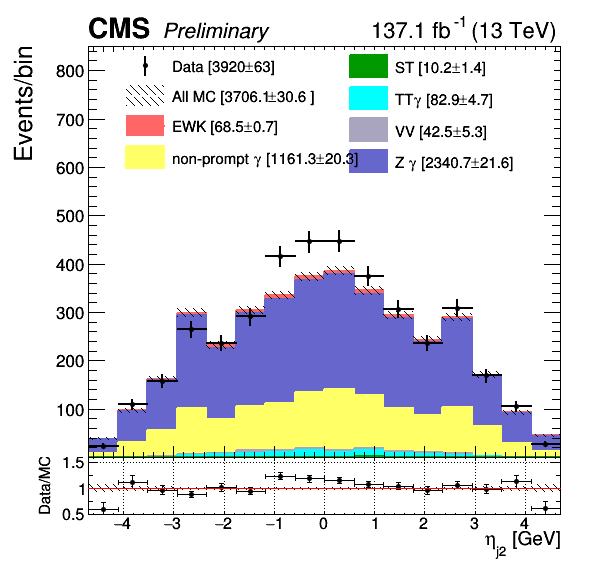 CMS Preliminary 137.1 fb⁻¹ (13 TeV)
Events/bin
800
700
600
500
400
300
200
100
Data [3920±63]
All MC [3706.1±30.6 ]
EWK [68.5±0.7]
non-prompt γ [1161.3±20.3]
ST [10.2±1.4]
TTγ [82.9±4.7]
VV [42.5±5.3]
Z γ [2340.7±21.6]
Data/MC
1.5
1
0.5
−4 −3 −2 −1 0 1 2 3 4
η_j2 [GeV]